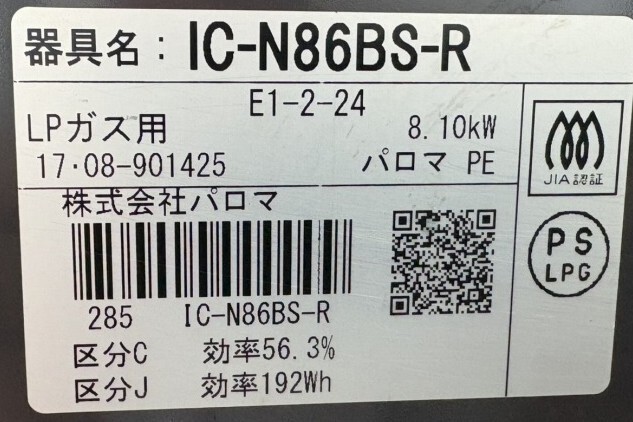 器具名：IC-N86BS-R
E1-2-24
LPガス用 8.10kW
17・08-901425 パロマ PE
JIA認証
株式会社パロマ
PS
LPG
285 IC-N86BS-R
区分C 効率56.3%
区分J 効率192Wh